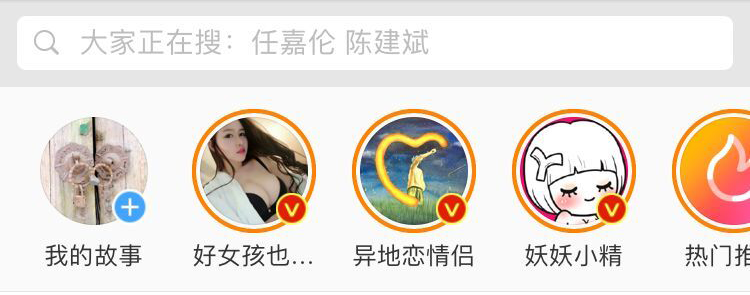 大家正在搜：任嘉伦 陈建斌
我的故事
好女孩也...
异地恋情侣
妖妖小精
热门推